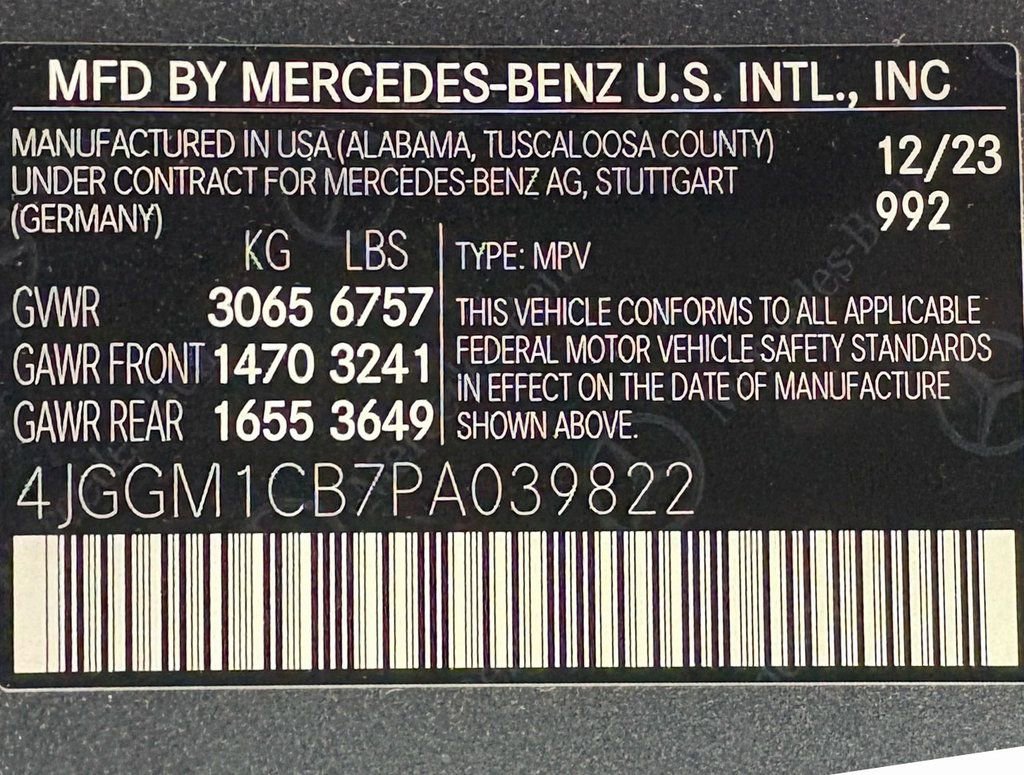 MFD BY MERCEDES-BENZ U.S. INTL., INC
MANUFACTURED IN USA (ALABAMA, TUSCALOOSA COUNTY) 12/23
UNDER CONTRACT FOR MERCEDES-BENZ AG, STUTTGART
(GERMANY) 992
KG LBS
GVWR 3065 6757
GAWR FRONT 1470 3241
GAWR REAR 1655 3649
TYPE: MPV
THIS VEHICLE CONFORMS TO ALL APPLICABLE
FEDERAL MOTOR VEHICLE SAFETY STANDARDS
IN EFFECT ON THE DATE OF MANUFACTURE
SHOWN ABOVE.
4JGGM1CB7PA039822